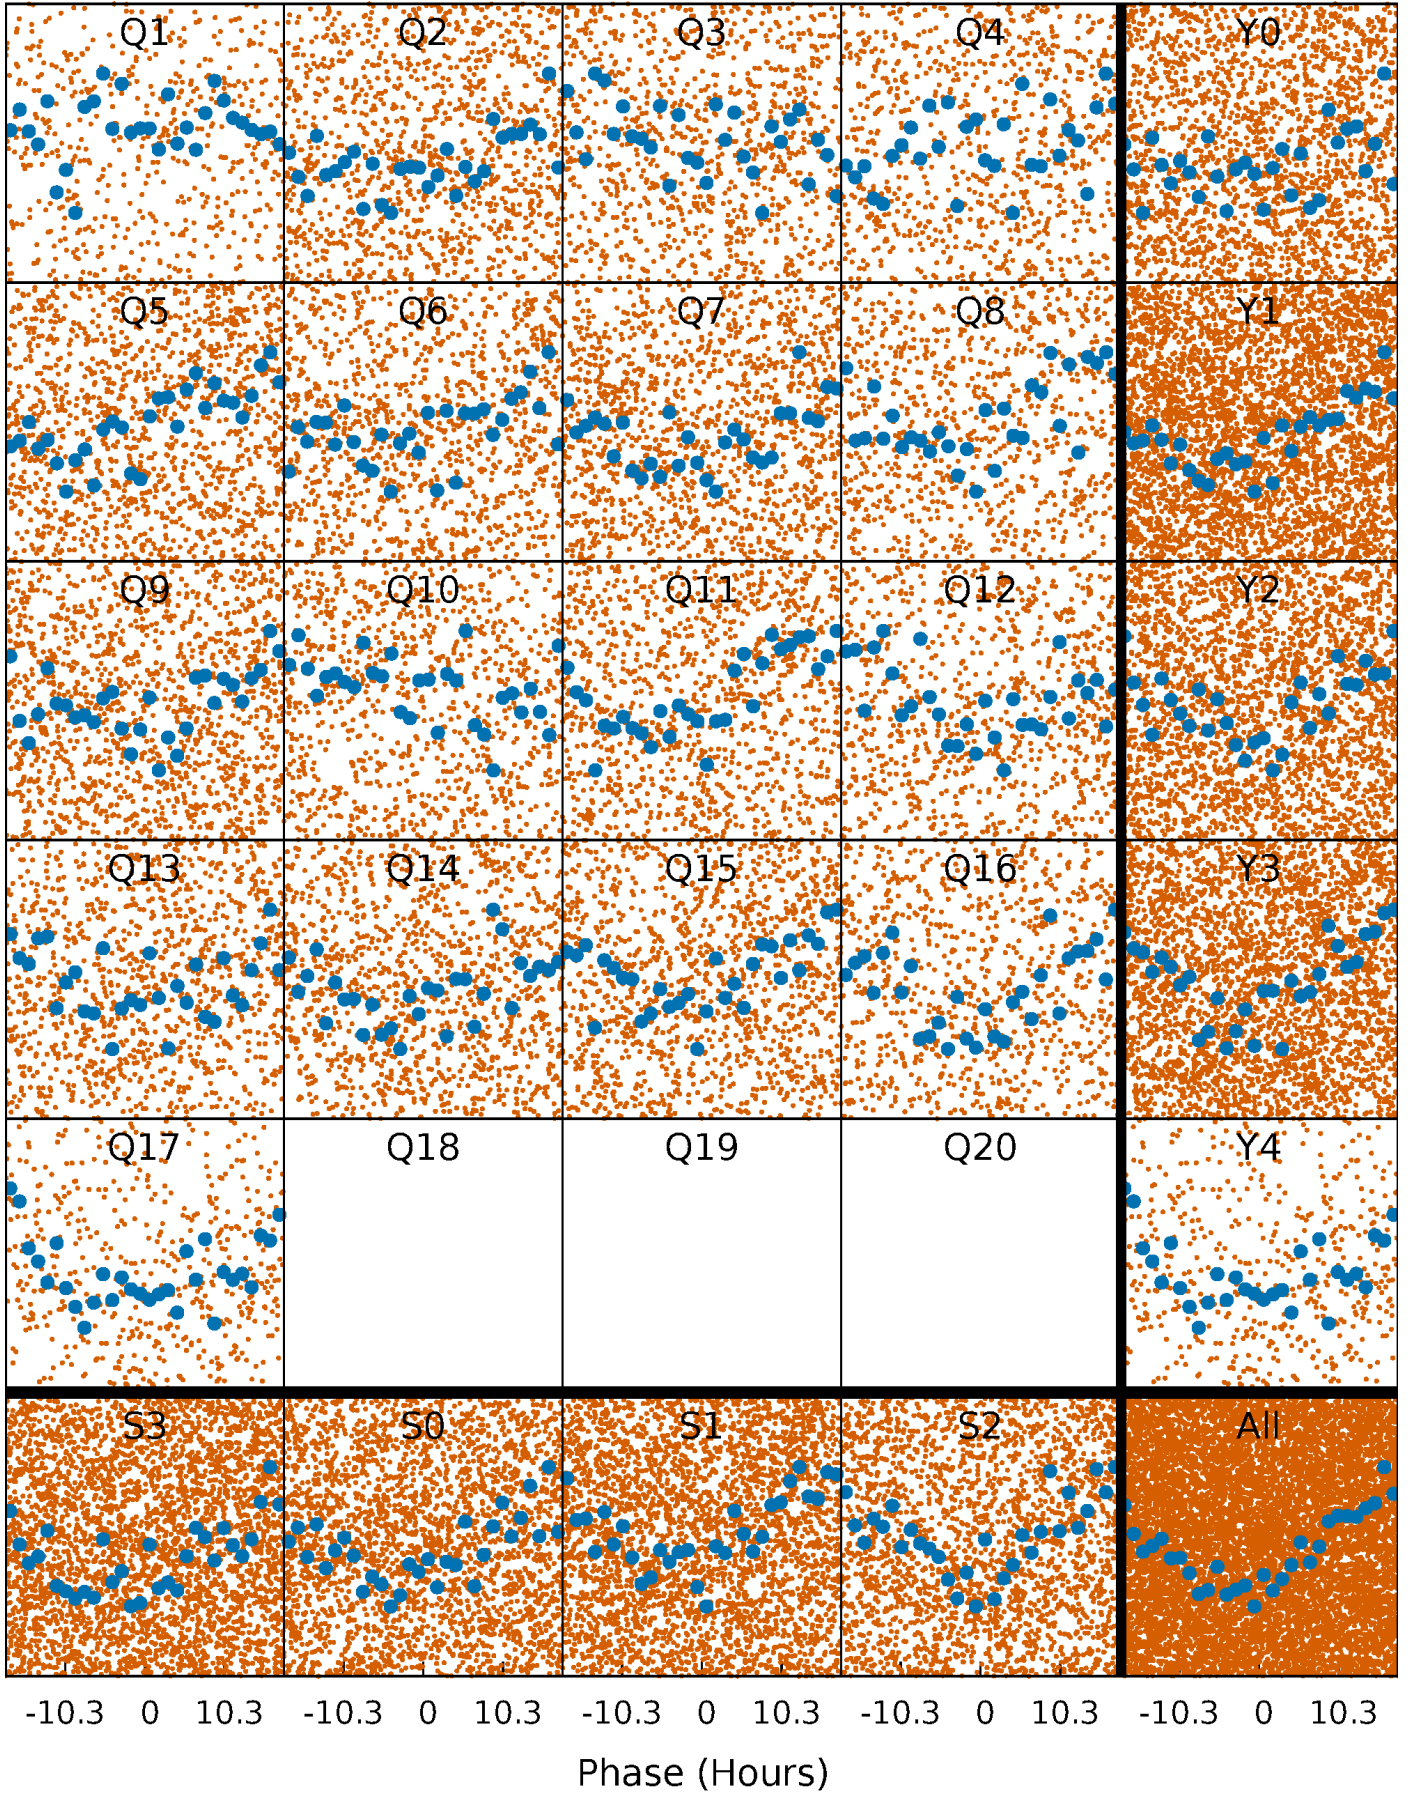 Q1 Q2 Q3 Q4 Y0
Q5 Q6 Q7 Q8 Y1
Q9 Q10 Q11 Q12 Y2
Q13 Q14 Q15 Q16 Y3
Q17 Q18 Q19 Q20 Y4
S3 S0 S1 S2 All
-10.3 0 10.3 -10.3 0 10.3 -10.3 0 10.3 -10.3 0 10.3 -10.3 0 10.3
Phase (Hours)